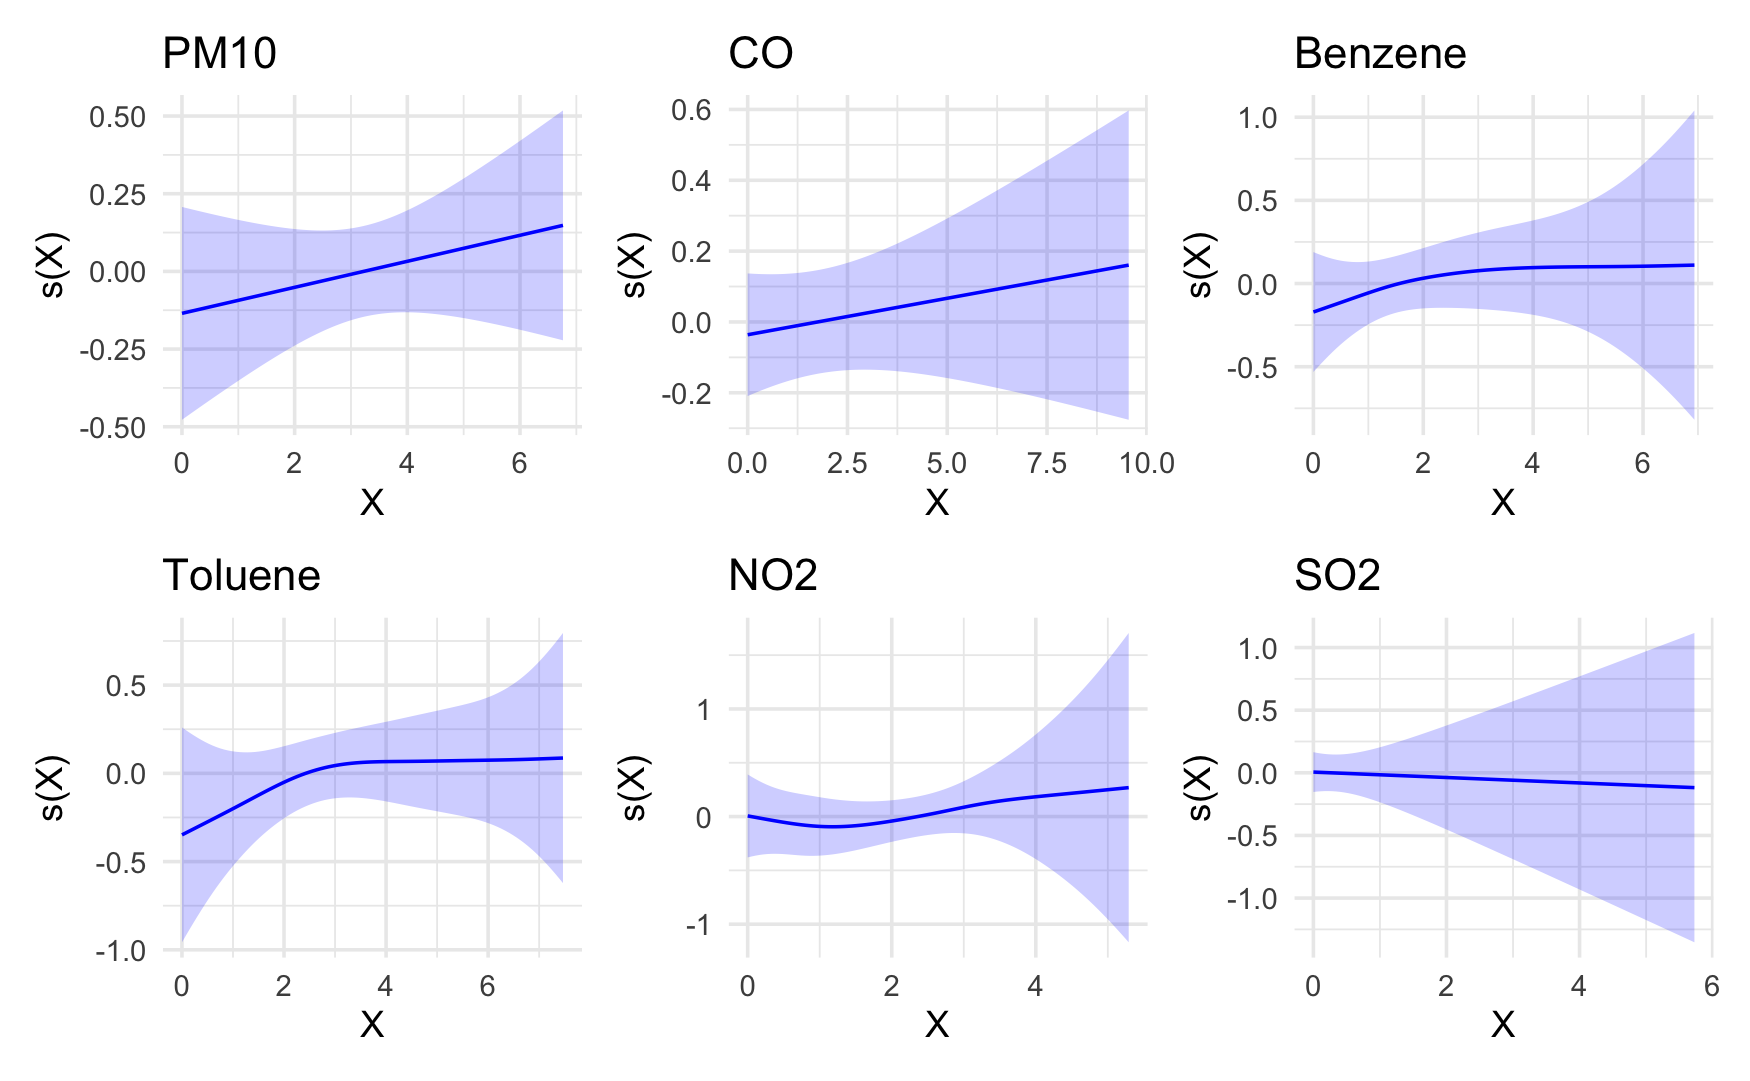 PM10
0.50
0.25
0.00
-0.25
-0.50
s(X)
0 2 4 6
X
CO
0.6
0.4
0.2
0.0
-0.2
s(X)
0.0 2.5 5.0 7.5 10.0
X
Benzene
1.0
0.5
0.0
-0.5
s(X)
0 2 4 6
X
Toluene
0.5
0.0
-0.5
-1.0
s(X)
0 2 4 6
X
NO2
1
0
-1
s(X)
0 2 4
X
SO2
1.0
0.5
0.0
-0.5
-1.0
s(X)
0 2 4 6
X